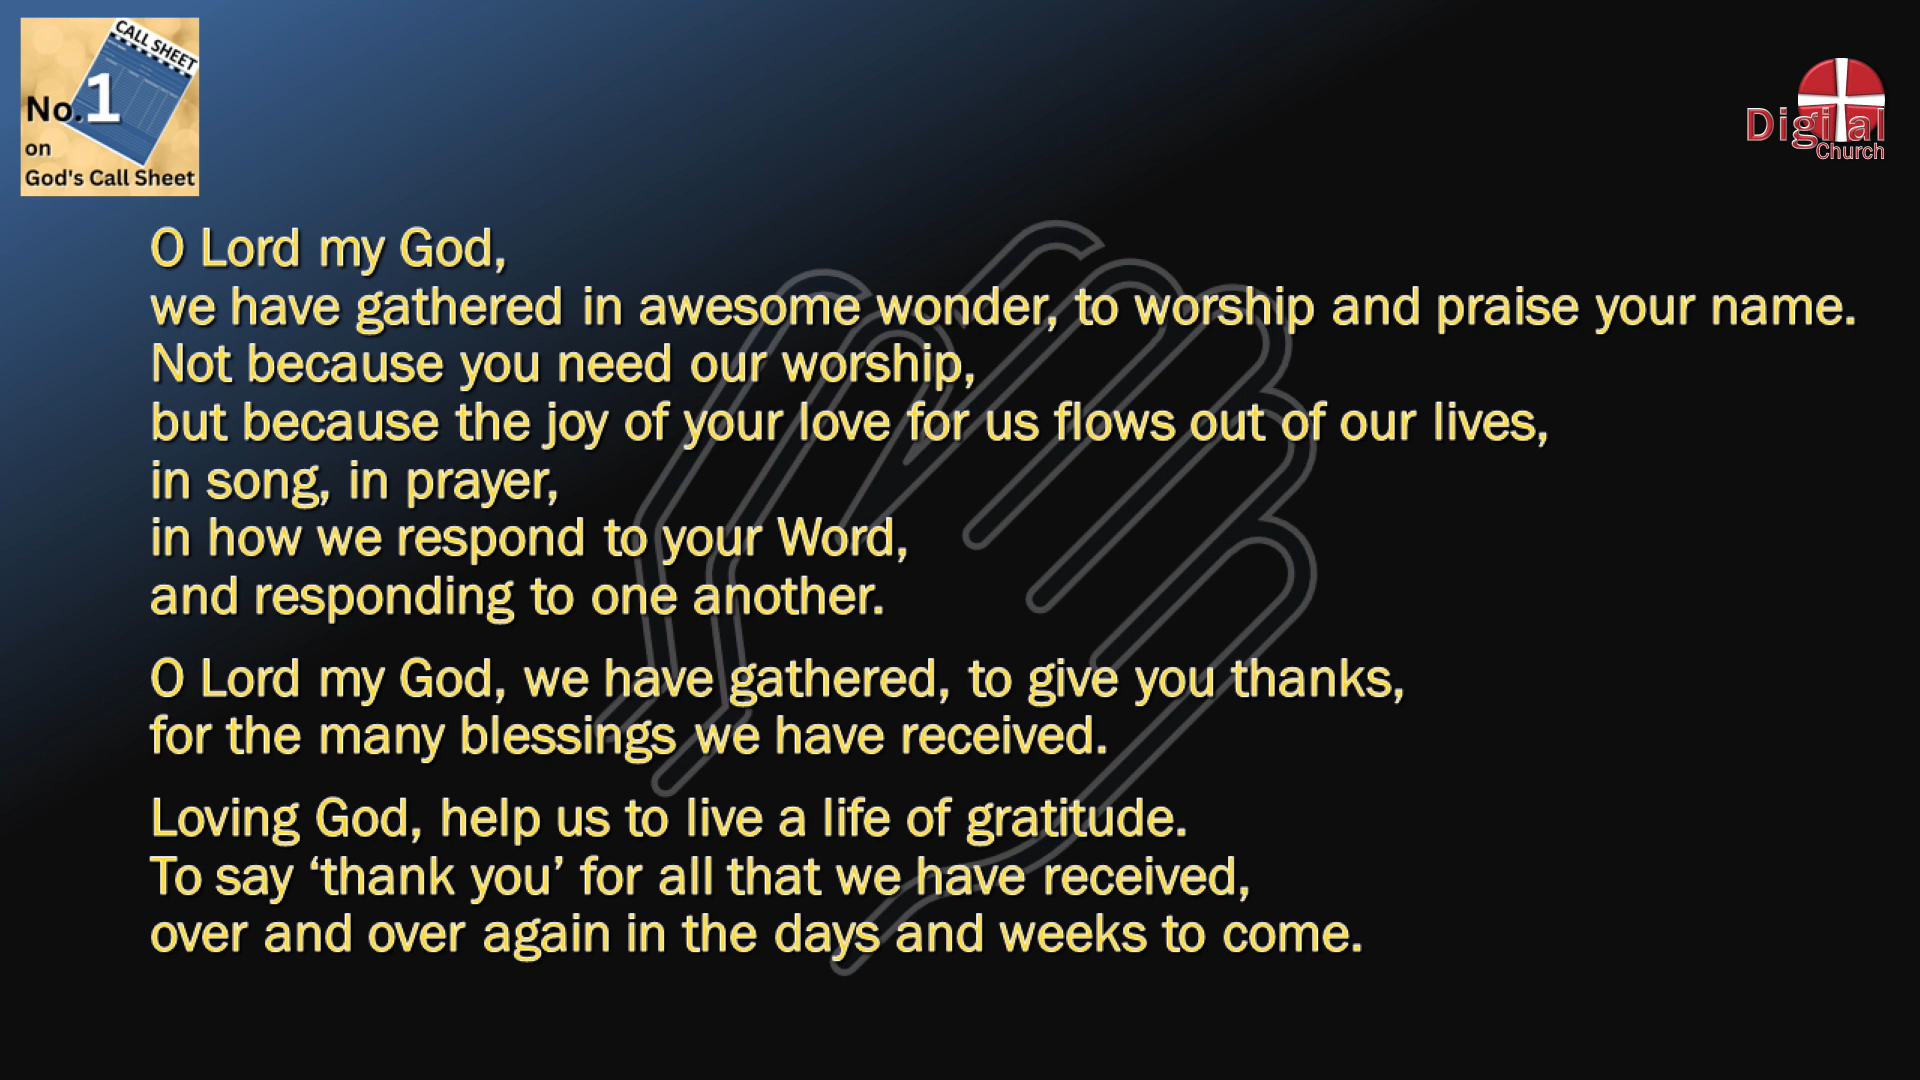 CALL SHEET
No.1
on
God's Call Sheet
Digital
Church
O Lord my God,
we have gathered in awesome wonder, to worship and praise your name.
Not because you need our worship,
but because the joy of your love for us flows out of our lives,
in song, in prayer,
in how we respond to your Word,
and responding to one another.
O Lord my God, we have gathered, to give you thanks,
for the many blessings we have received.
Loving God, help us to live a life of gratitude.
To say ‘thank you’ for all that we have received,
over and over again in the days and weeks to come.